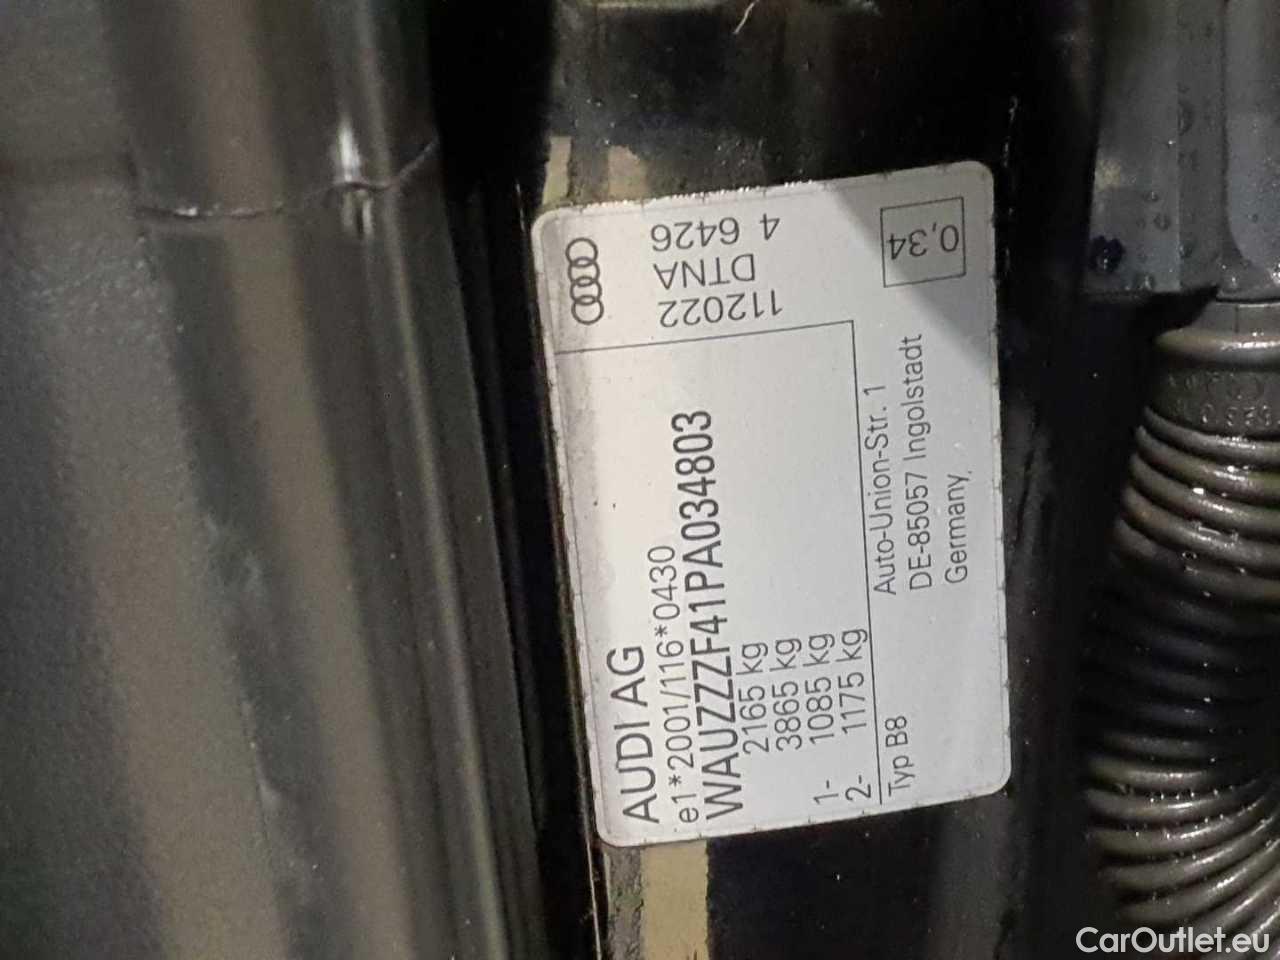 AUDI AG
e1*2001/116*0430
WAUZZZF41PA034803
2165 kg
3865 kg
1- 1085 kg
2- 1175 kg
Typ B8
Auto-Union-Str. 1
DE-85057 Ingolstadt
Germany
112022
DTNA
4 6426
0,34
CarOutlet.eu